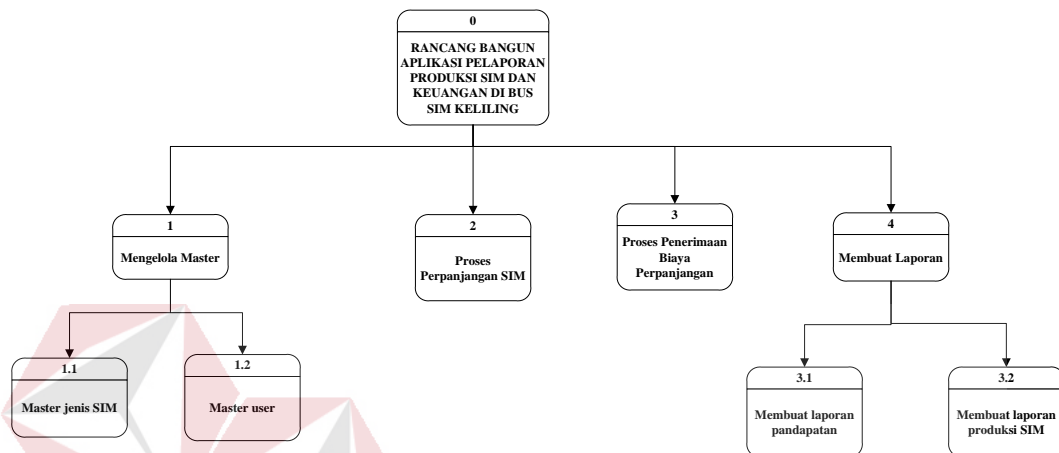 0
RANCANG BANGUN
APLIKASI PELAPORAN
PRODUKSI SIM DAN
KEUANGAN DI BUS
SIM KELILING
1
Mengelola Master
2
Proses
Perpanjangan SIM
3
Proses Penerimaan
Biaya
Perpanjangan
4
Membuat Laporan
1.1
Master jenis SIM
1.2
Master user
3.1
Membuat laporan
pandapatan
3.2
Membuat laporan
produksi SIM